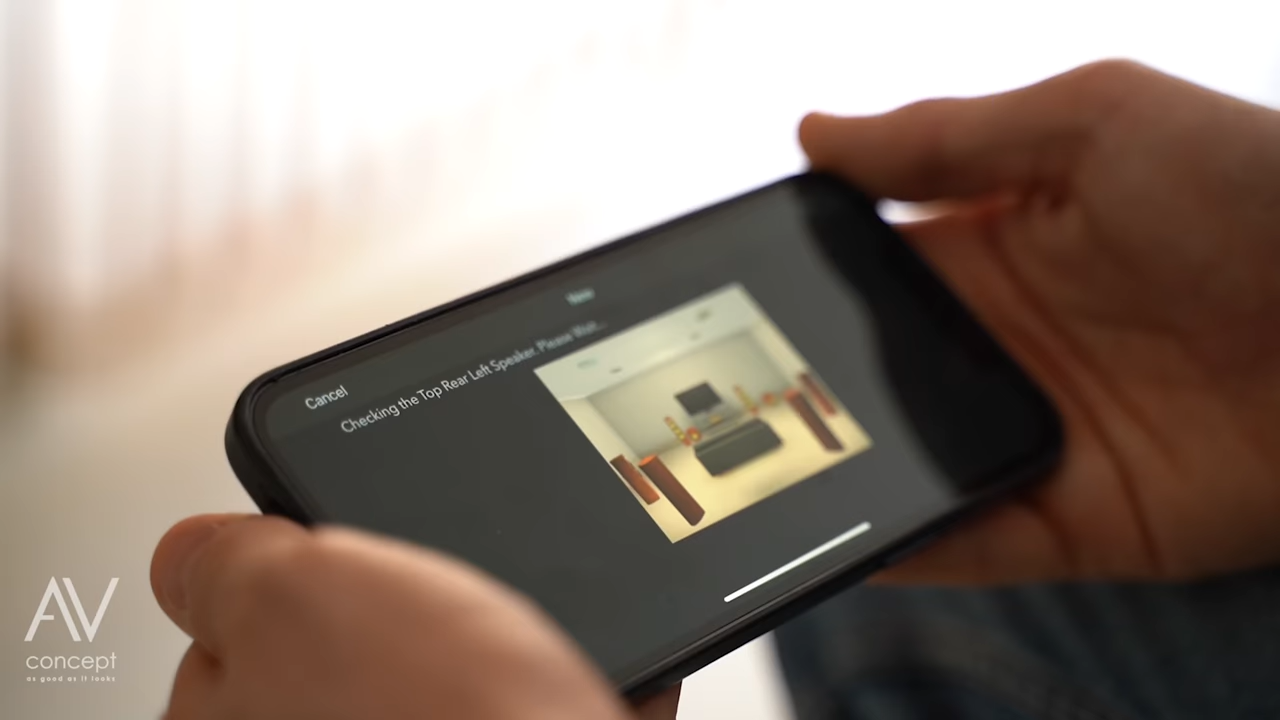 Cancel
Checking the Top Rear Left Speaker. Please Wait...
AV
concept
as good as it looks